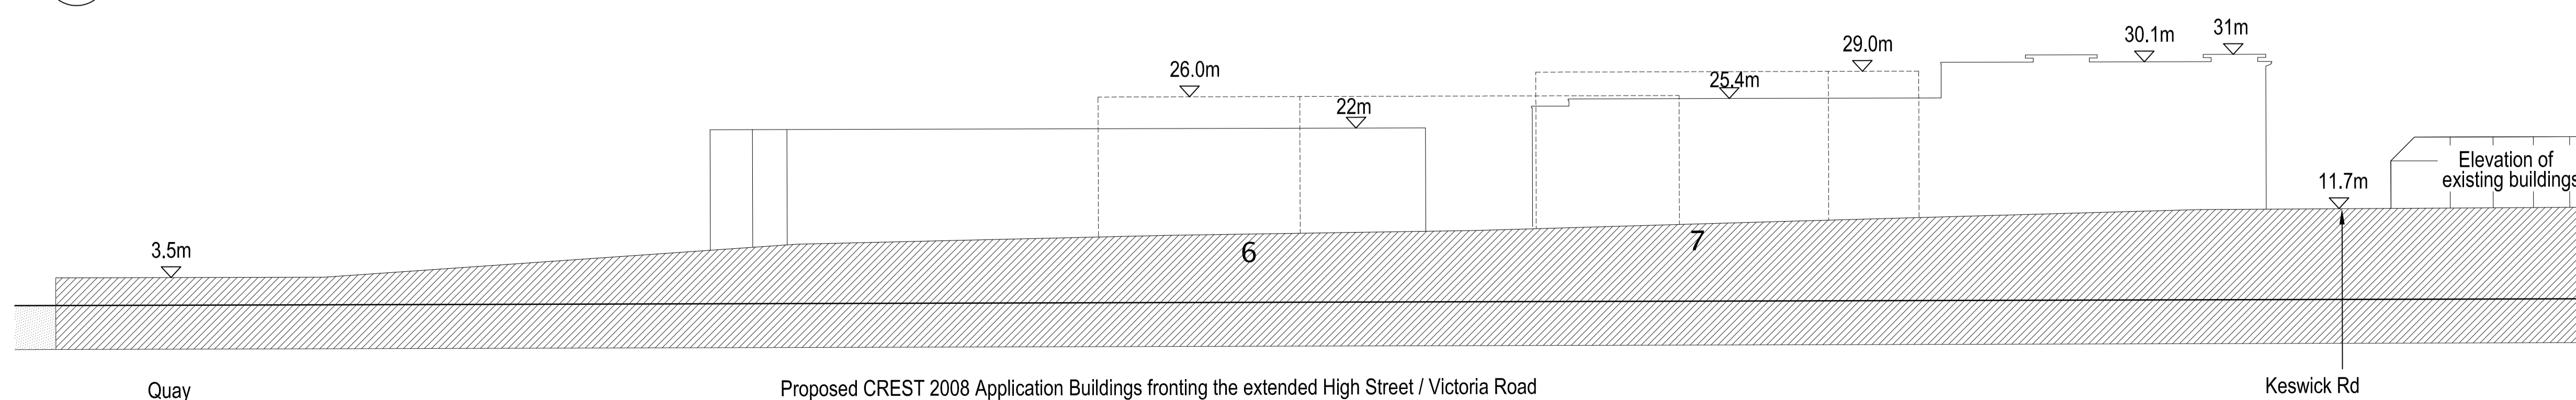 31m
30.1m
29.0m
26.0m
25.4m
22m
Elevation of
existing buildings
11.7m
3.5m
6
7
Quay
Proposed CREST 2008 Application Buildings fronting the extended High Street / Victoria Road
Keswick Rd